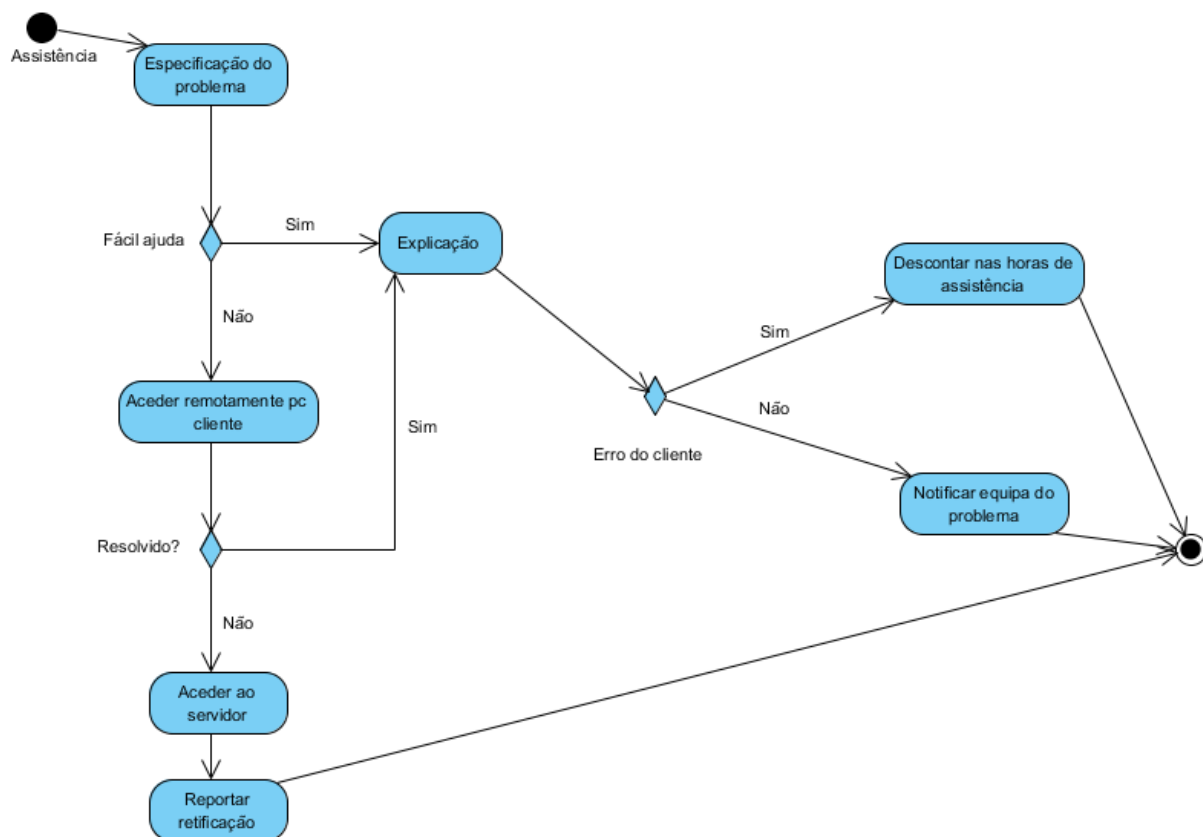 Assistência
Especificação do
problema
Fácil ajuda
Sim
Explicação
Não
Aceder remotamente pc
cliente
Resolvido?
Sim
Não
Aceder ao
servidor
Reportar
retificação
Erro do cliente
Sim
Descontar nas horas de
assistência
Não
Notificar equipa do
problema